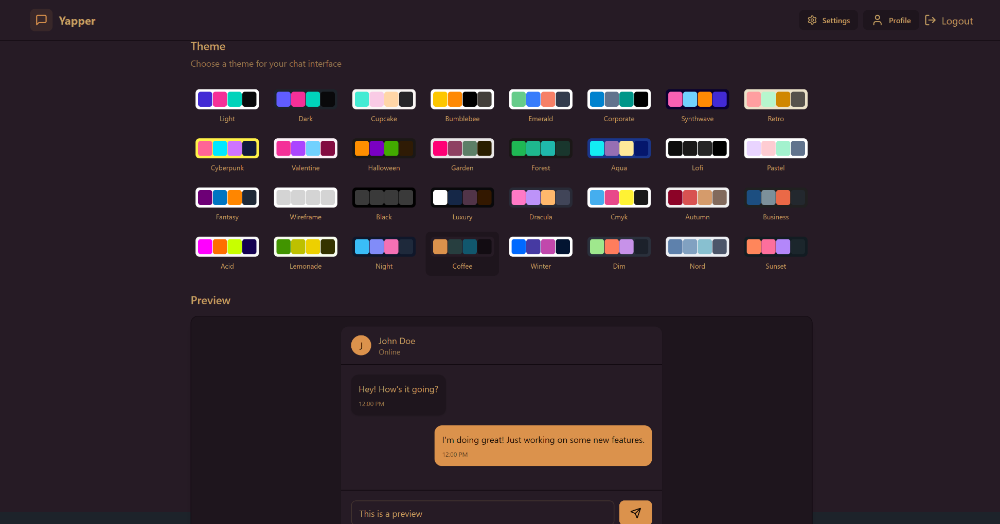 Yapper
Settings
Profile
Logout
Theme
Choose a theme for your chat interface
Light
Dark
Cupcake
Bumblebee
Emerald
Corporate
Synthwave
Retro
Cyberpunk
Valentine
Halloween
Garden
Forest
Aqua
Lofi
Pastel
Fantasy
Wireframe
Black
Luxury
Dracula
Cmyk
Autumn
Business
Acid
Lemonade
Night
Coffee
Winter
Dim
Nord
Sunset
Preview
J
John Doe
Online
Hey! How's it going?
12:00 PM
I'm doing great! Just working on some new features.
12:00 PM
This is a preview